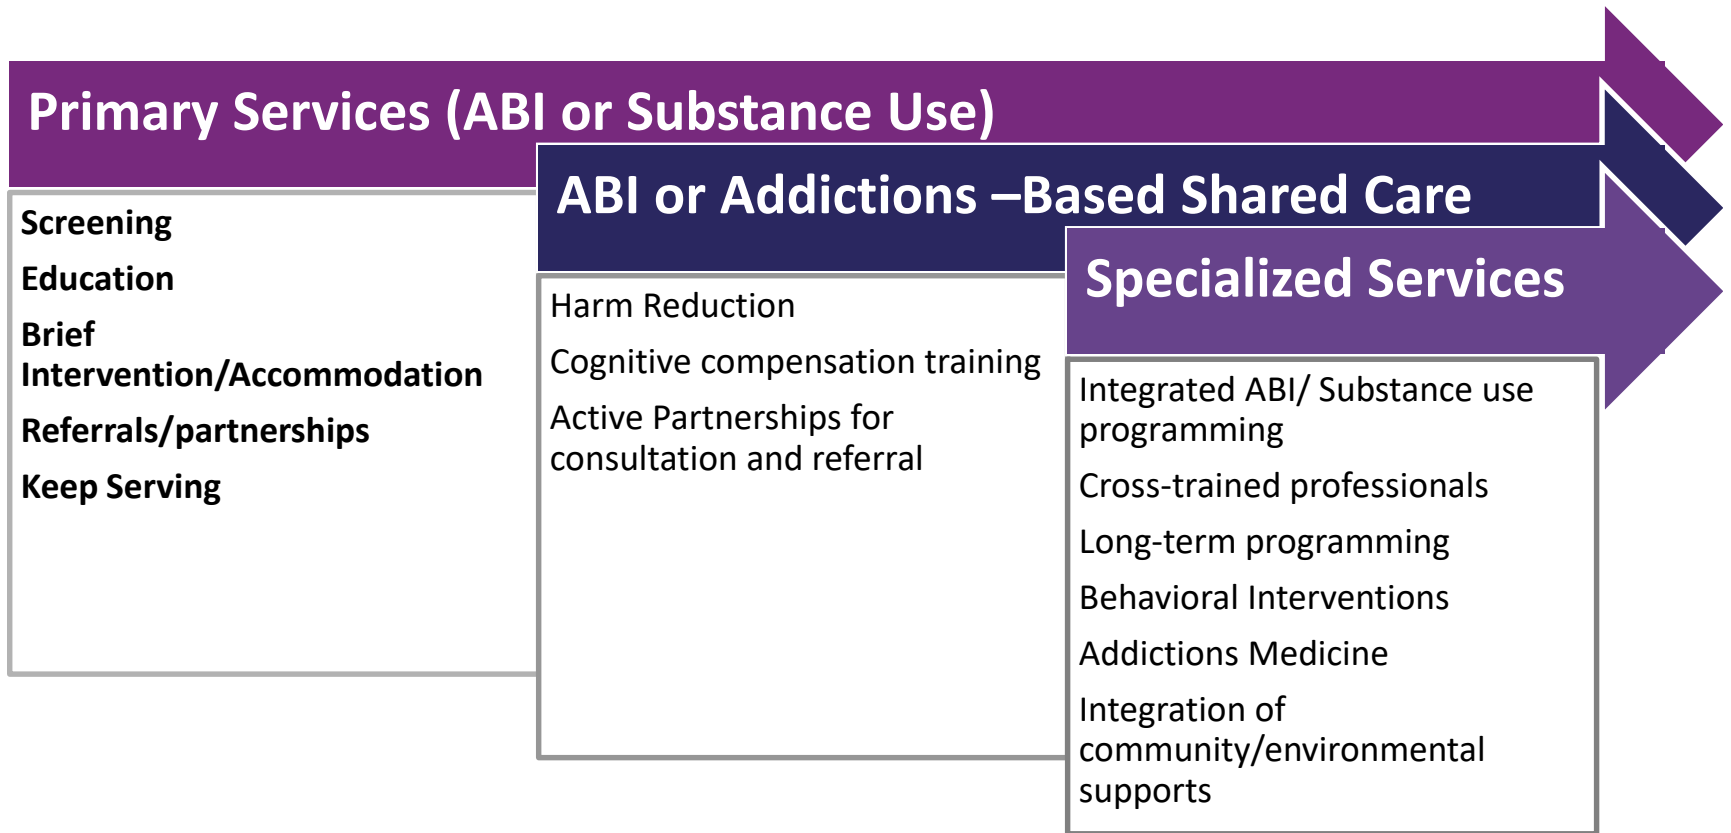 Primary Services (ABI or Substance Use)
Screening
Education
Brief
Intervention/Accommodation
Referrals/partnerships
Keep Serving
ABI or Addictions –Based Shared Care
Harm Reduction
Cognitive compensation training
Active Partnerships for
consultation and referral
Specialized Services
Integrated ABI/ Substance use
programming
Cross-trained professionals
Long-term programming
Behavioral Interventions
Addictions Medicine
Integration of
community/environmental
supports